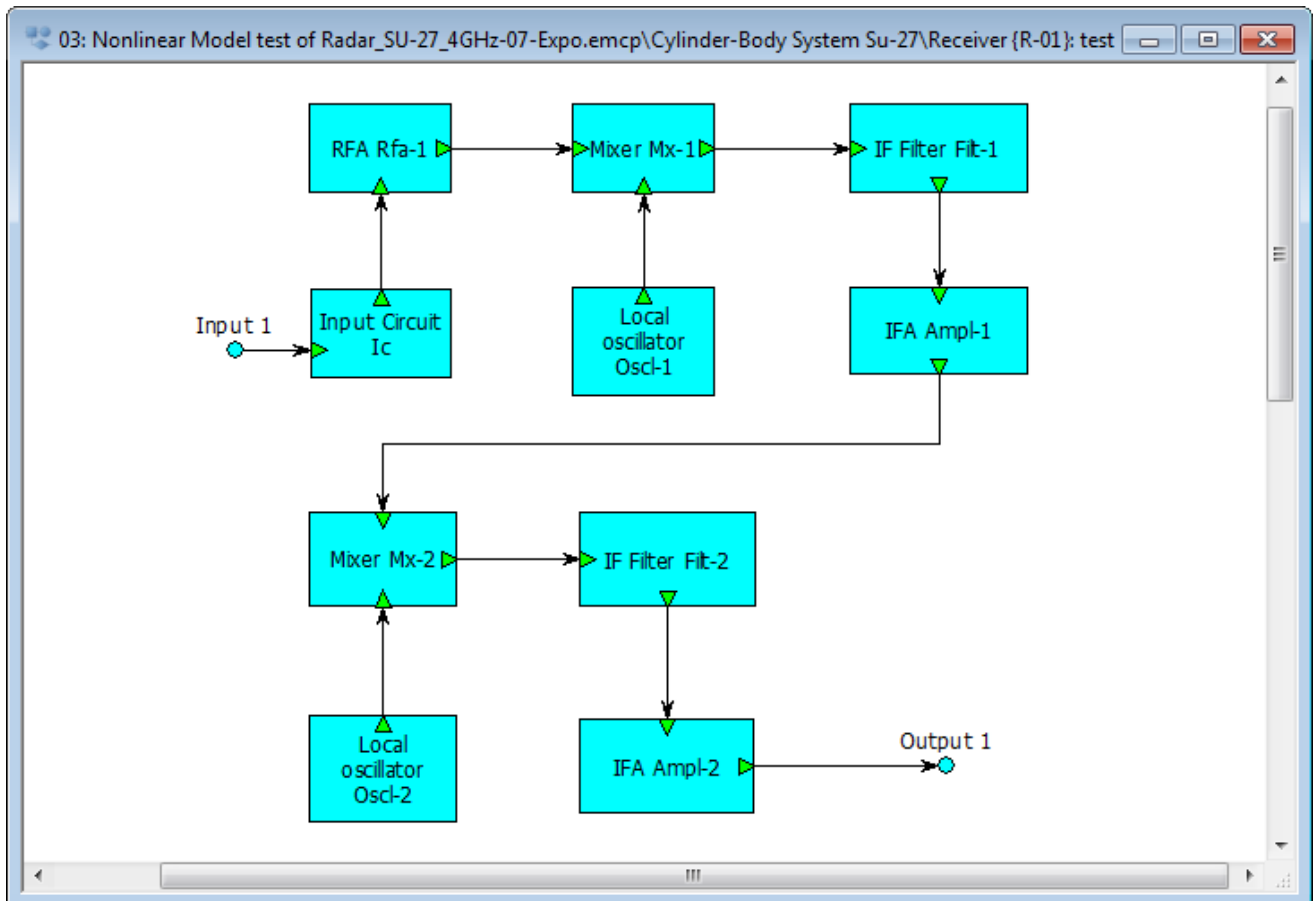 03: Nonlinear Model test of Radar_SU-27_4GHz-07-Expo.emcp\Cylinder-Body System Su-27\Receiver {R-01}: test
RFA Rfa-1
Mixer Mx-1
IF Filter Filt-1
Input 1
Input Circuit
Ic
Local
oscillator
Oscl-1
IFA Ampl-1
Mixer Mx-2
IF Filter Filt-2
Local
oscillator
Oscl-2
IFA Ampl-2
Output 1